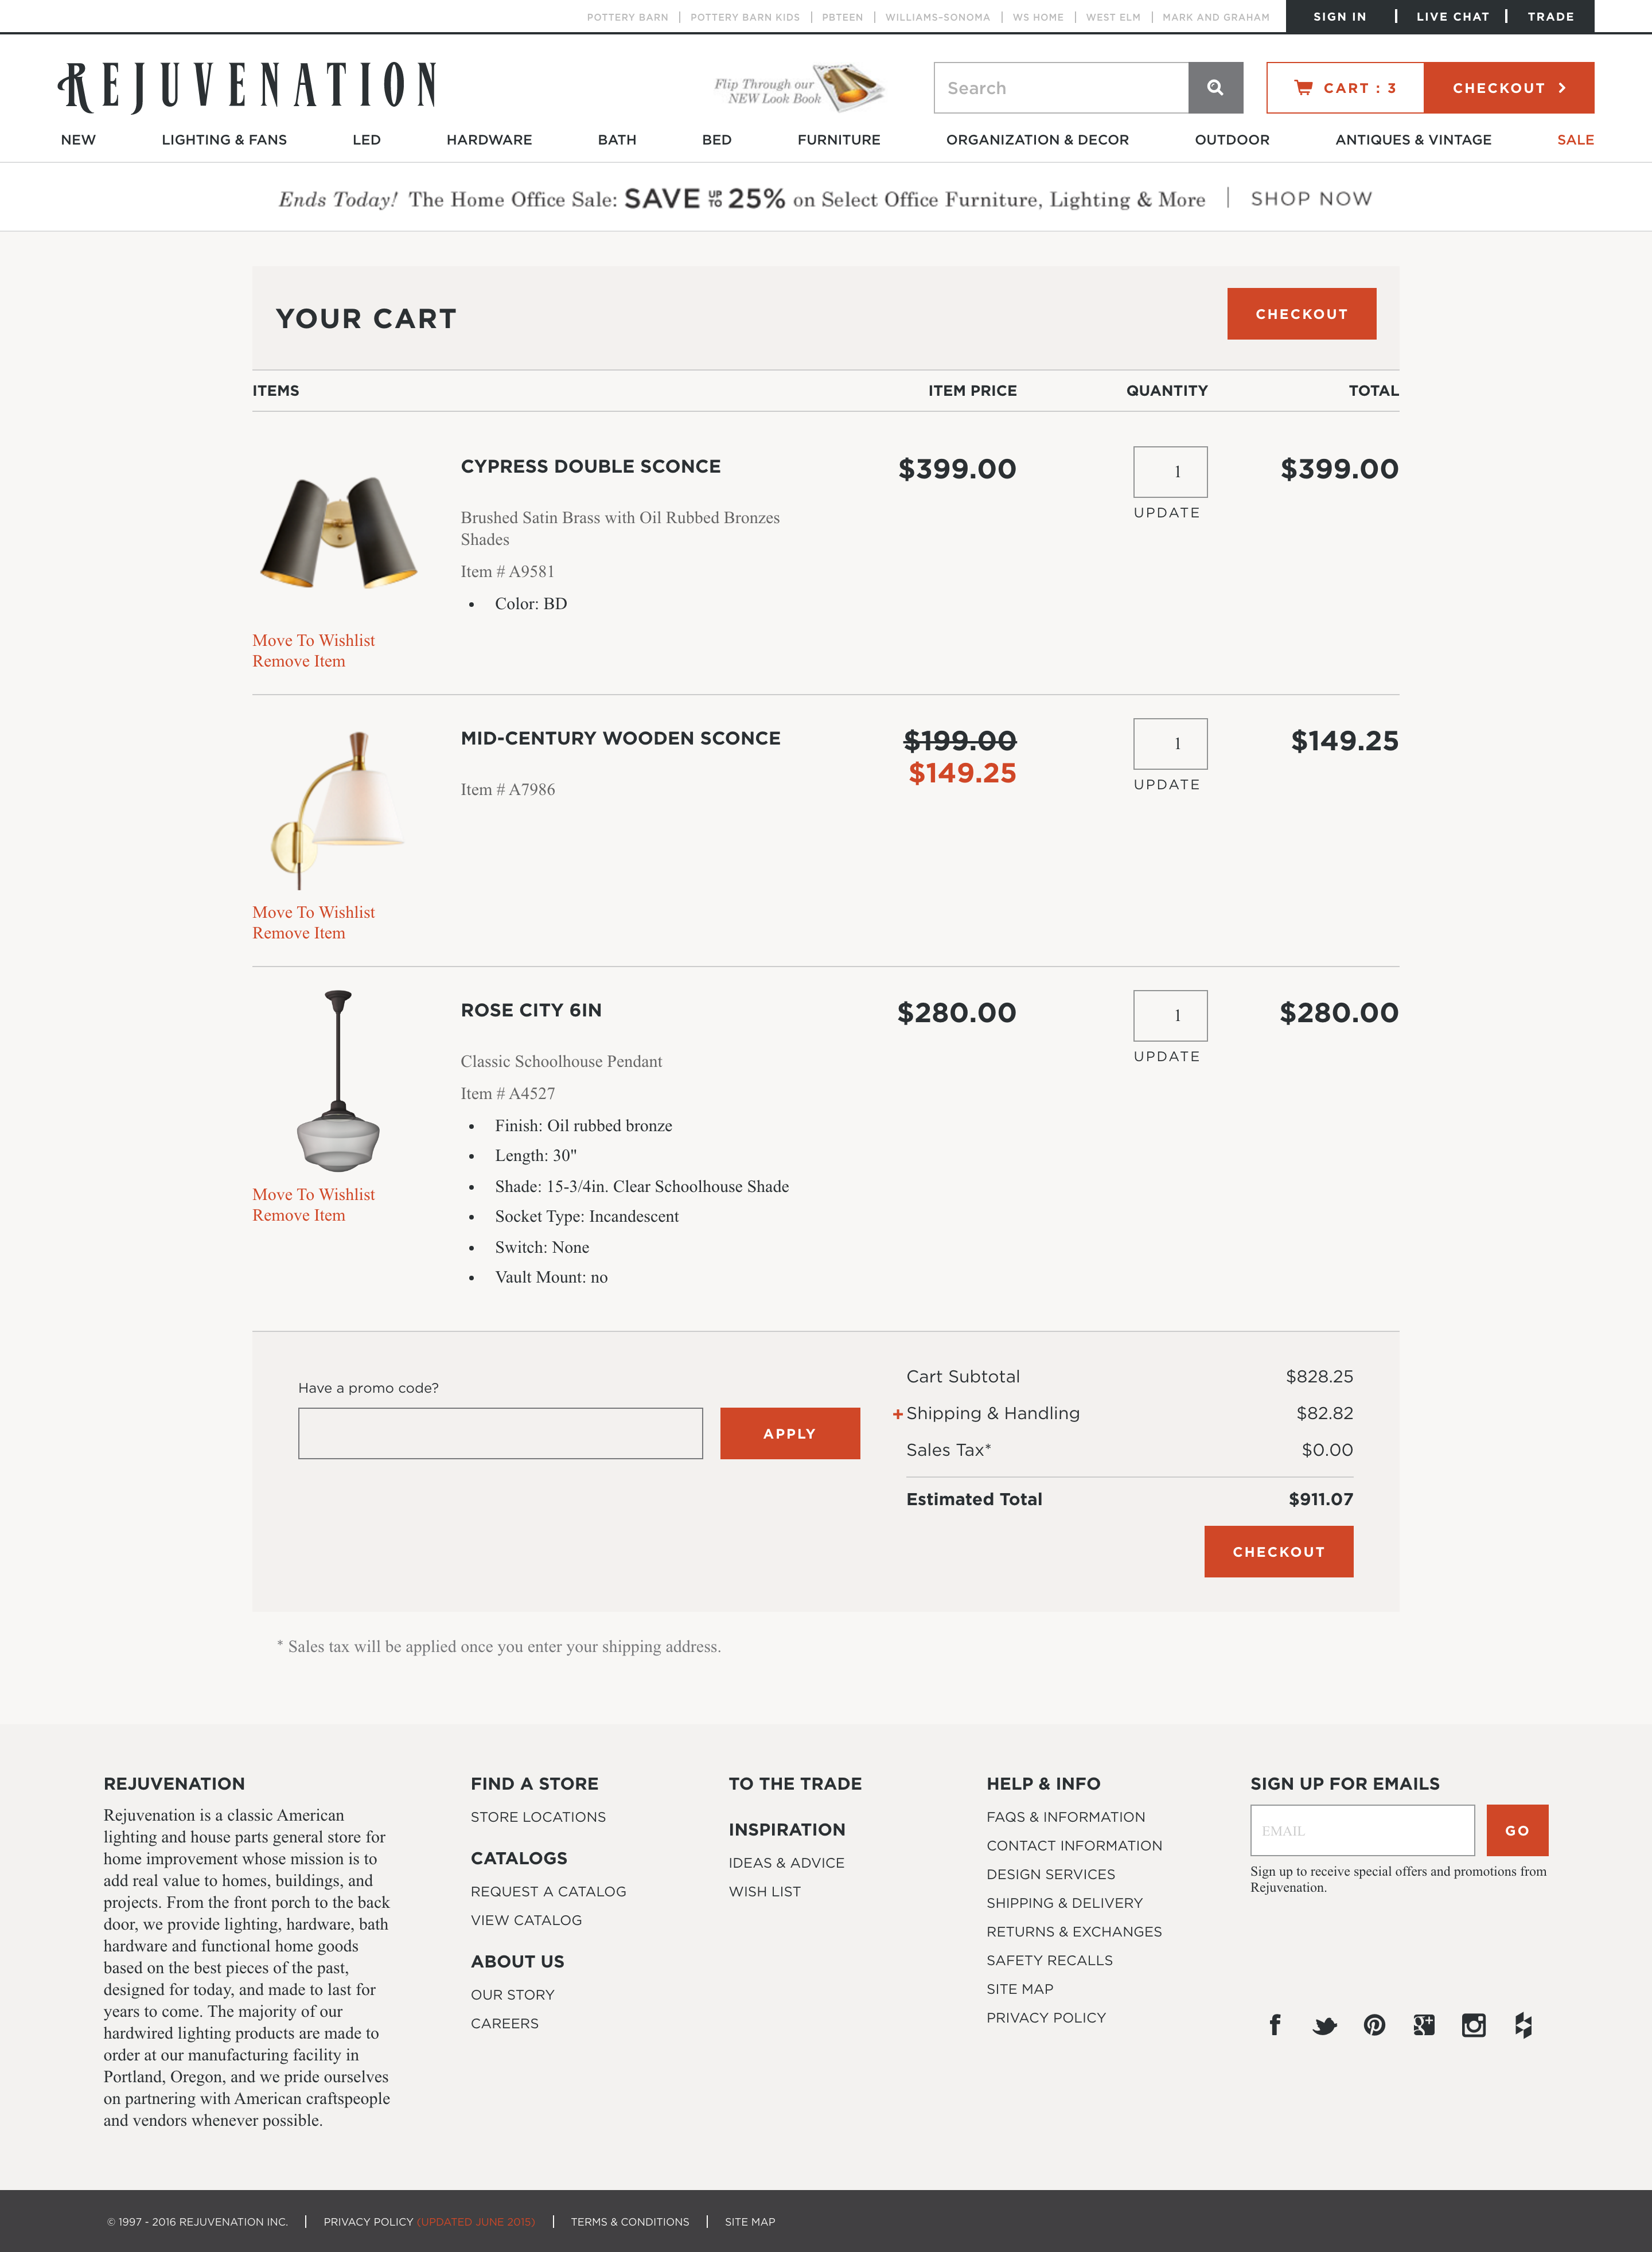 POTTERY BARN | POTTERY BARN KIDS | PBTEEN | WILLIAMS-SONOMA | WS HOME | WEST ELM | MARK AND GRAHAM
SIGN IN | LIVE CHAT | TRADE
REJUVENATION
Flip Through our
NEW Look Book
Search
CART : 3
CHECKOUT
NEW LIGHTING & FANS LED HARDWARE BATH BED FURNITURE ORGANIZATION & DECOR OUTDOOR ANTIQUES & VINTAGE SALE
Ends Today! The Home Office Sale: SAVE UP TO 25% on Select Office Furniture, Lighting & More | SHOP NOW
YOUR CART
CHECKOUT
ITEMS ITEM PRICE QUANTITY TOTAL
CYPRESS DOUBLE SCONCE
$399.00 1 $399.00
UPDATE
Brushed Satin Brass with Oil Rubbed Bronzes
Shades
Item # A9581
• Color: BD
Move To Wishlist
Remove Item
MID-CENTURY WOODEN SCONCE
$199.00 1 $149.25
$149.25
UPDATE
Item # A7986
Move To Wishlist
Remove Item
ROSE CITY 6IN
$280.00 1 $280.00
UPDATE
Classic Schoolhouse Pendant
Item # A4527
• Finish: Oil rubbed bronze
• Length: 30"
• Shade: 15-3/4in. Clear Schoolhouse Shade
• Socket Type: Incandescent
• Switch: None
• Vault Mount: no
Move To Wishlist
Remove Item
Have a promo code?
APPLY
Cart Subtotal $828.25
+ Shipping & Handling $82.82
Sales Tax* $0.00
Estimated Total $911.07
CHECKOUT
* Sales tax will be applied once you enter your shipping address.
REJUVENATION
Rejuvenation is a classic American
lighting and house parts general store for
home improvement whose mission is to
add real value to homes, buildings, and
projects. From the front porch to the back
door, we provide lighting, hardware, bath
hardware and functional home goods
based on the best pieces of the past,
designed for today, and made to last for
years to come. The majority of our
hardwired lighting products are made to
order at our manufacturing facility in
Portland, Oregon, and we pride ourselves
on partnering with American craftspeople
and vendors whenever possible.
FIND A STORE
STORE LOCATIONS
CATALOGS
REQUEST A CATALOG
VIEW CATALOG
ABOUT US
OUR STORY
CAREERS
TO THE TRADE
INSPIRATION
IDEAS & ADVICE
WISH LIST
HELP & INFO
FAQS & INFORMATION
CONTACT INFORMATION
DESIGN SERVICES
SHIPPING & DELIVERY
RETURNS & EXCHANGES
SAFETY RECALLS
SITE MAP
PRIVACY POLICY
SIGN UP FOR EMAILS
EMAIL
GO
Sign up to receive special offers and promotions from
Rejuvenation.
© 1997 - 2016 REJUVENATION INC. | PRIVACY POLICY (UPDATED JUNE 2015) | TERMS & CONDITIONS | SITE MAP